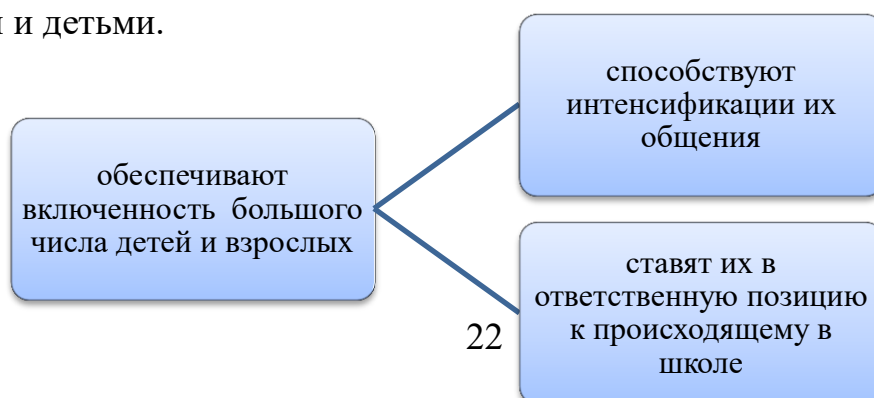 и детьми.
обеспечивают
включенность большого
числа детей и взрослых
способствуют
интенсификации их
общения
ставят их в
ответственную позицию
к происходящему в
школе
22